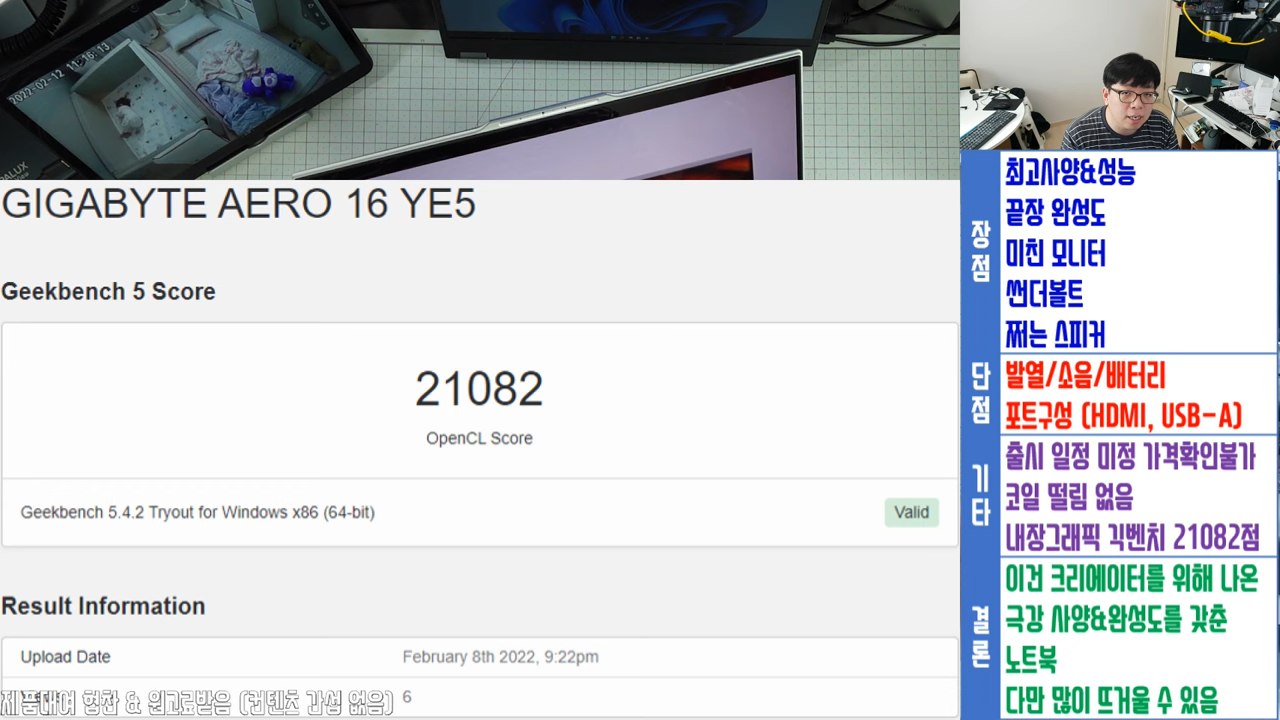 2022-02-12 11:16:13
GIGABYTE AERO 16 YE5
Geekbench 5 Score
21082
OpenCL Score
Geekbench 5.4.2 Tryout for Windows x86 (64-bit)
Valid
Result Information
Upload Date
February 8th 2022, 9:22pm
6
제품대여 협찬 & 원고료받음 (컨텐츠 간섭 없음)
장점
최고사양&성능
끝장 완성도
미친 모니터
썬더볼트
쩌는 스피커
단점
발열/소음/배터리
포트구성 (HDMI, USB-A)
기타
출시 일정 미정 가격확인불가
코일 떨림 없음
내장그래픽 긱벤치 21082점
결론
이건 크리에이터를 위해 나온
극강 사양&완성도를 갖춘
노트북
다만 많이 뜨거울 수 있음